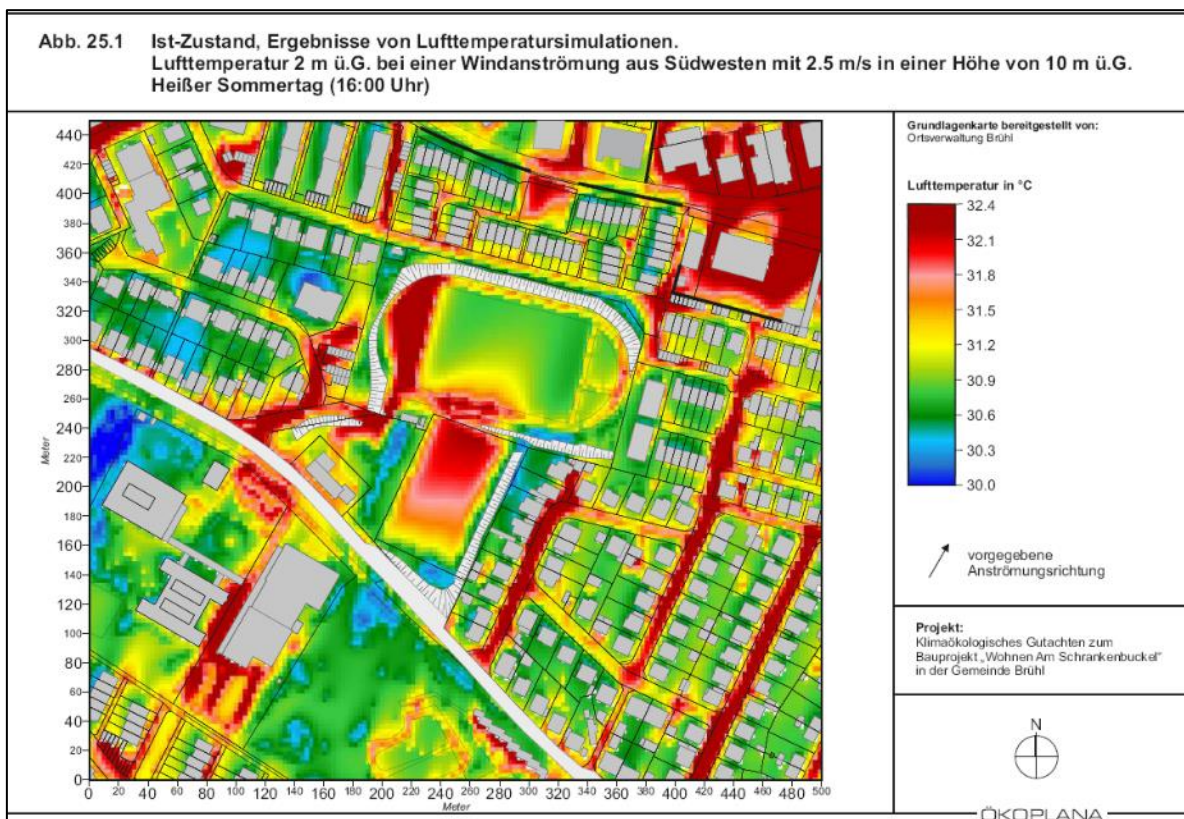 Abb. 25.1 Ist-Zustand, Ergebnisse von Lufttemperatursimulationen.
Lufttemperatur 2 m ü.G. bei einer Windanströmung aus Südwesten mit 2.5 m/s in einer Höhe von 10 m ü.G.
Heißer Sommertag (16:00 Uhr)
440
420
400
380
360
340
320
300
280
260
240
220
200
180
160
140
120
100
80
60
40
20
0
Meter
0 20 40 60 80 100 120 140 160 180 200 220 240 260 280 300 320 340 360 380 400 420 440 460 480 500
Meter
Grundlagenkarte bereitgestellt von:
Ortsverwaltung Brühl
Lufttemperatur in °C
32.4
32.1
31.8
31.5
31.2
30.9
30.6
30.3
30.0
vorgegebene
Anströmungsrichtung
Projekt:
Klimaökologisches Gutachten zum
Bauprojekt „Wohnen Am Schrankenbuckel"
in der Gemeinde Brühl
N
ÖKOPLANA